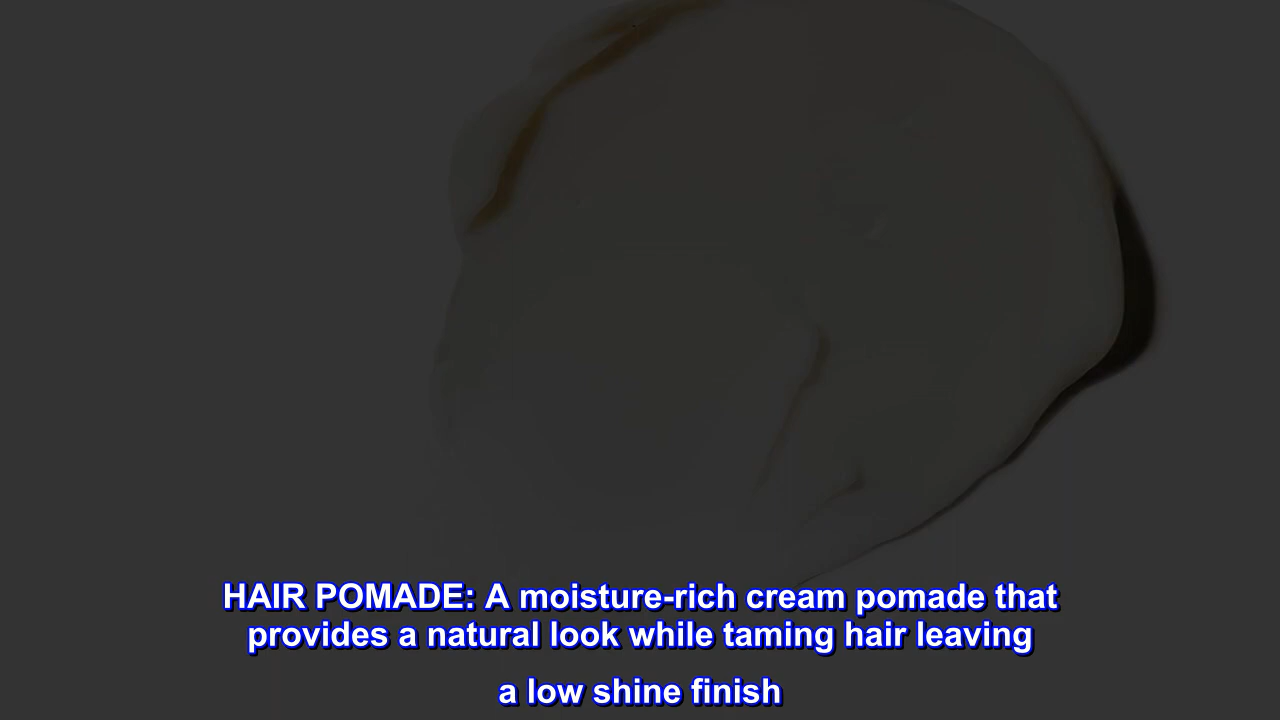 HAIR POMADE: A moisture-rich cream pomade that
provides a natural look while taming hair leaving
a low shine finish